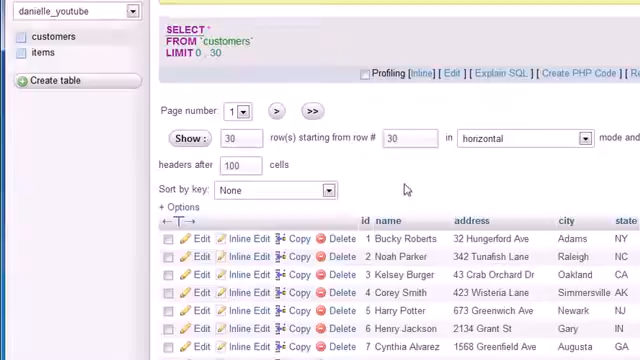 danielle_youtube
customers
items
Create table
SELECT *
FROM `customers`
LIMIT 0 , 30
Profiling [Inline] [ Edit ] [ Explain SQL ] [ Create PHP Code ] [ Re
Page number: 1 > >>
Show : 30 row(s) starting from row # 30 in horizontal mode and
headers after 100 cells
Sort by key: None
+ Options
←T→ id name address city state
Edit Inline Edit Copy Delete 1 Bucky Roberts 32 Hungerford Ave Adams NY
Edit Inline Edit Copy Delete 2 Noah Parker 342 Tunafish Lane Raleigh NC
Edit Inline Edit Copy Delete 3 Kelsey Burger 43 Crab Orchard Dr Oakland CA
Edit Inline Edit Copy Delete 4 Corey Smith 423 Wisteria Lane Simmersville AK
Edit Inline Edit Copy Delete 5 Harry Potter 673 Greenwich Ave Newark NJ
Edit Inline Edit Copy Delete 6 Henry Jackson 2134 Grant St Gary IN
Edit Inline Edit Copy Delete 7 Cynthia Alvarez 1568 Greenfield Ave Augusta GA